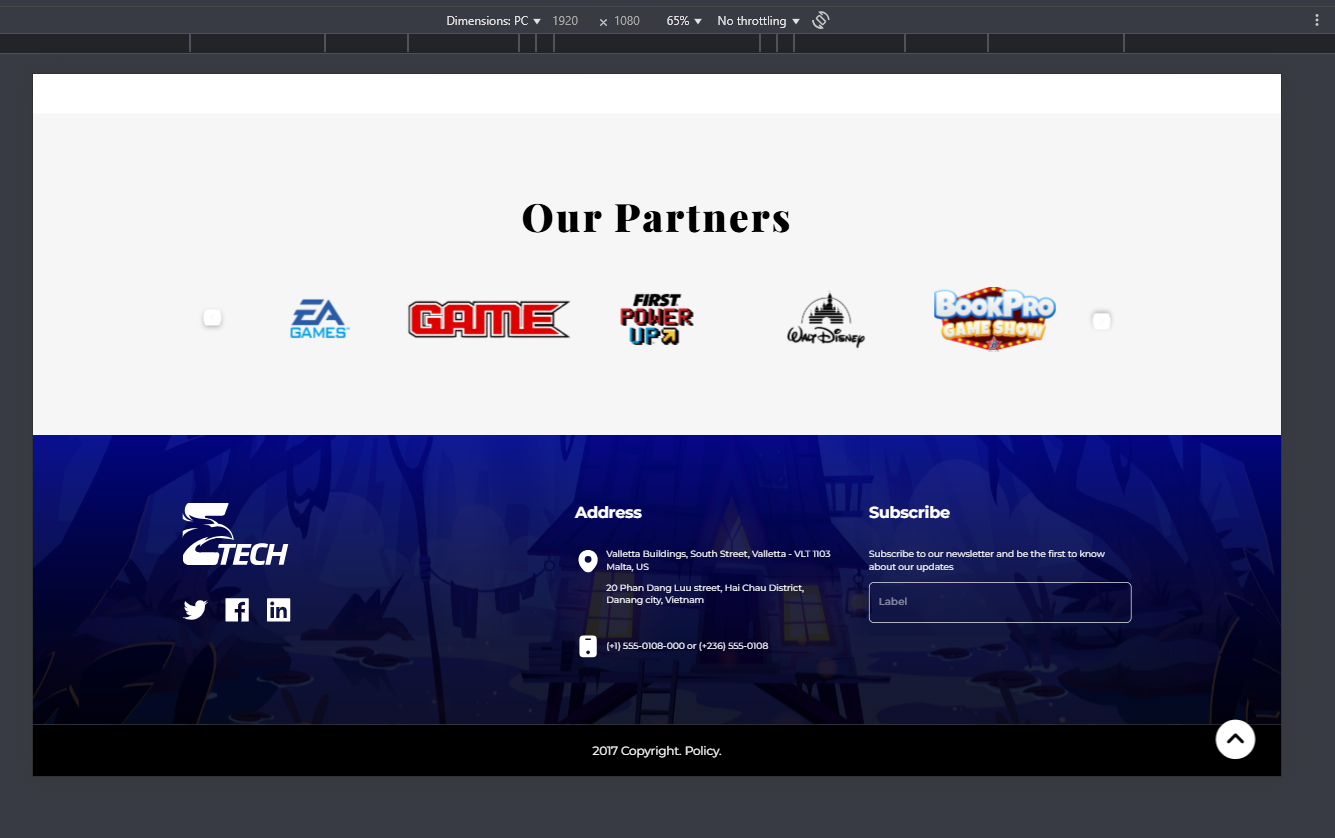 Dimensions: PC 1920 × 1080 65% No throttling
Our Partners
EA
GAMES™
GAME
FIRST
POWER
UP
WALT DISNEY
BOOKPRO
GAME SHOW
TECH
Address
Valletta Buildings, South Street, Valletta - VLT 1103
Malta, US
20 Phan Dang Luu street, Hai Chau District,
Danang city, Vietnam
(+1) 555-0108-000 or (+236) 555-0108
Subscribe
Subscribe to our newsletter and be the first to know
about our updates
Label
2017 Copyright. Policy.